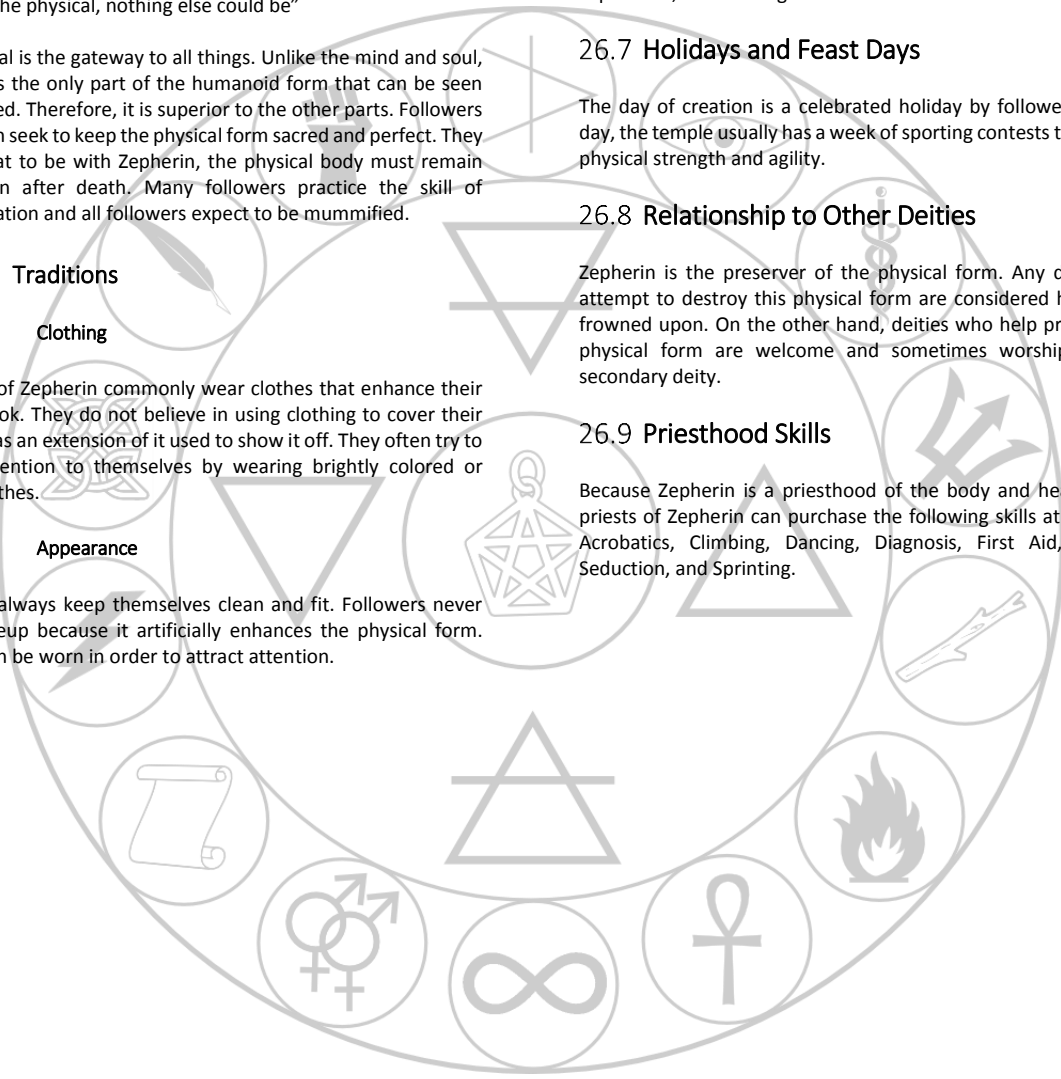 he physical, nothing else could be”
al is the gateway to all things. Unlike the mind and soul,
s the only part of the humanoid form that can be seen
ed. Therefore, it is superior to the other parts. Followers
n seek to keep the physical form sacred and perfect. They
at to be with Zepherin, the physical body must remain
n after death. Many followers practice the skill of
ation and all followers expect to be mummified.
Traditions
Clothing
of Zepherin commonly wear clothes that enhance their
ok. They do not believe in using clothing to cover their
as an extension of it used to show it off. They often try to
tention to themselves by wearing brightly colored or
thes.
Appearance
always keep themselves clean and fit. Followers never
eup because it artificially enhances the physical form.
n be worn in order to attract attention.
26.7 Holidays and Feast Days
The day of creation is a celebrated holiday by followe
day, the temple usually has a week of sporting contests t
physical strength and agility.
26.8 Relationship to Other Deities
Zepherin is the preserver of the physical form. Any d
attempt to destroy this physical form are considered h
frowned upon. On the other hand, deities who help pr
physical form are welcome and sometimes worship
secondary deity.
26.9 Priesthood Skills
Because Zepherin is a priesthood of the body and he
priests of Zepherin can purchase the following skills at
Acrobatics, Climbing, Dancing, Diagnosis, First Aid,
Seduction, and Sprinting.